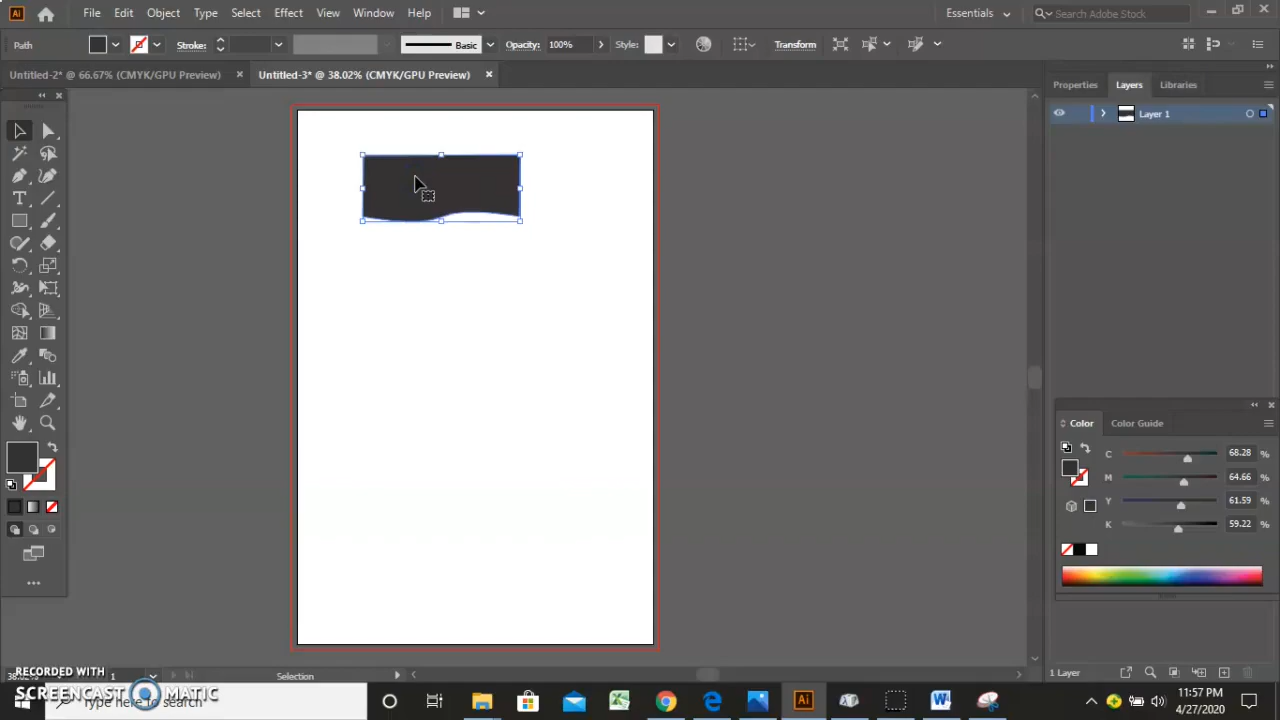 Ai File Edit Object Type Select Effect View Window Help Essentials Search Adobe Stock
Path Stroke: Basic Opacity: 100% Style: Transform
Untitled-2* @ 66.67% (CMYK/GPU Preview) Untitled-3* @ 38.02% (CMYK/GPU Preview)
Properties Layers Libraries
Layer 1
Color Color Guide
C 68.28 %
M 64.66 %
Y 61.59 %
K 59.22 %
1 Selection 1 Layer
RECORDED WITH
SCREENCAST MATIC
Type here to search
11:57 PM
4/27/2020